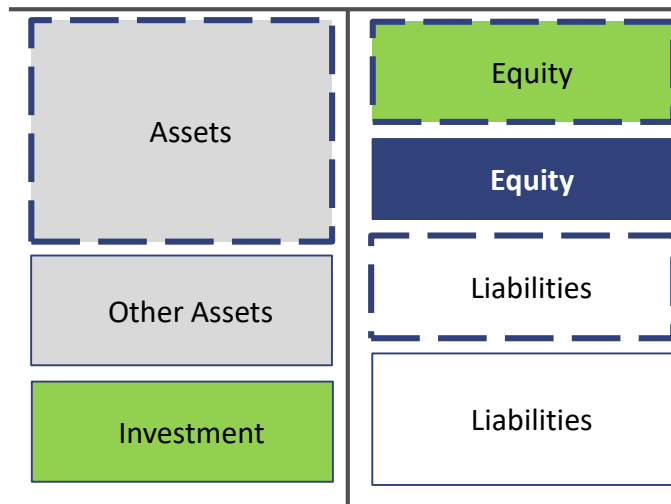 Assets
Other Assets
Investment
Equity
Equity
Liabilities
Liabilities